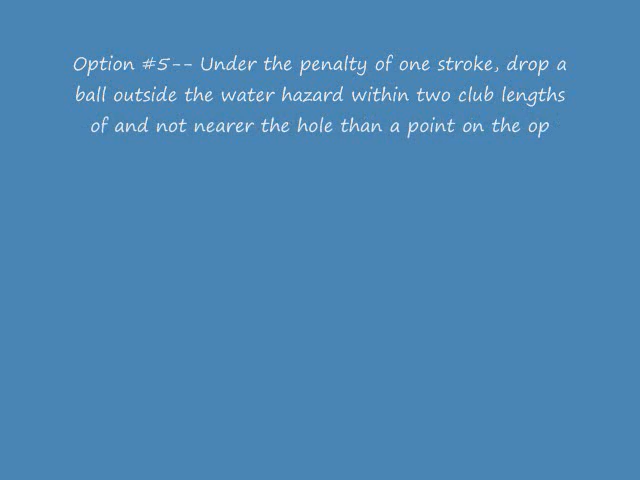 Option #5-- Under the penalty of one stroke, drop a
ball outside the water hazard within two club lengths
of and not nearer the hole than a point on the op